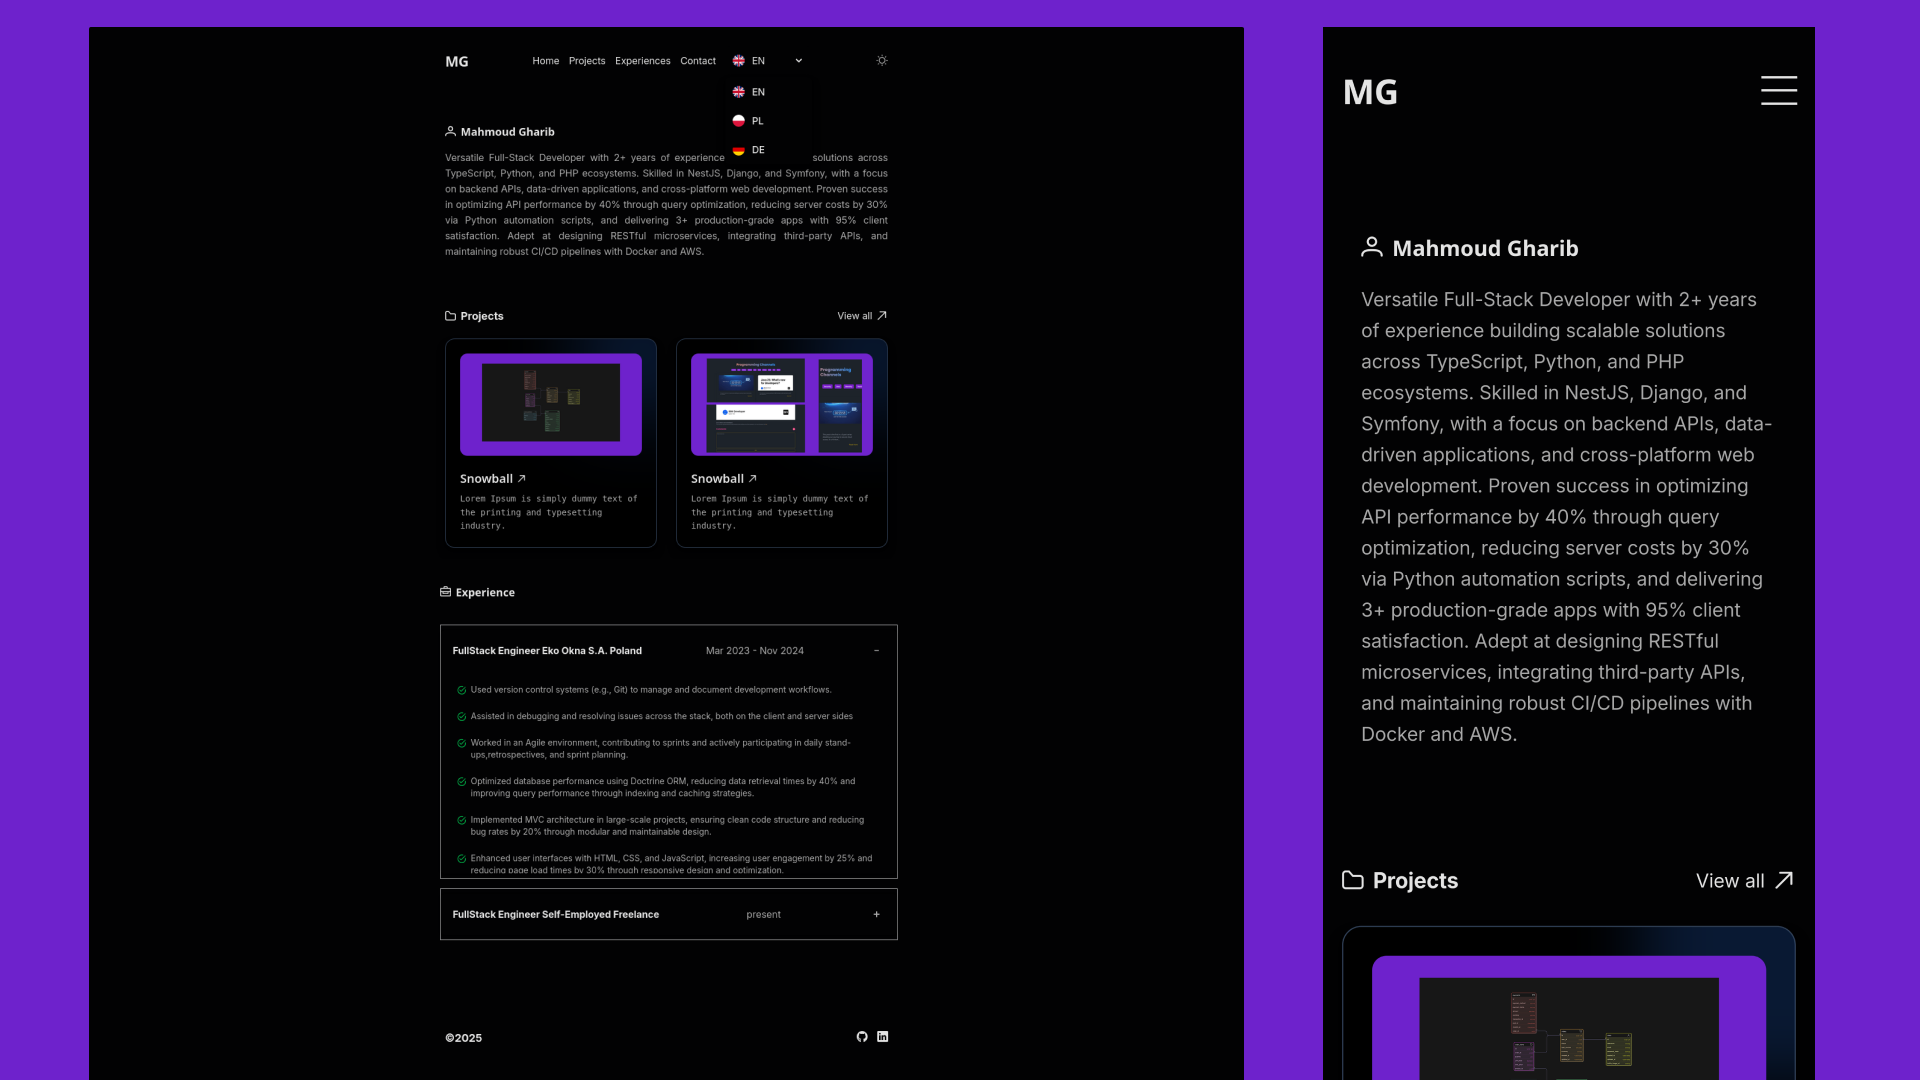 MG
Home Projects Experiences Contact EN
EN
PL
DE
Mahmoud Gharib
Versatile Full-Stack Developer with 2+ years of experience solutions across
TypeScript, Python, and PHP ecosystems. Skilled in NestJS, Django, and Symfony, with a focus
on backend APIs, data-driven applications, and cross-platform web development. Proven success
in optimizing API performance by 40% through query optimization, reducing server costs by 30%
via Python automation scripts, and delivering 3+ production-grade apps with 95% client
satisfaction. Adept at designing RESTful microservices, integrating third-party APIs, and
maintaining robust CI/CD pipelines with Docker and AWS.
Projects
View all
Programming Channels
Programming
Channels
Snowball
Lorem Ipsum is simply dummy text of
the printing and typesetting
industry.
Snowball
Lorem Ipsum is simply dummy text of
the printing and typesetting
industry.
Experience
FullStack Engineer Eko Okna S.A. Poland Mar 2023 - Nov 2024 −
Used version control systems (e.g., Git) to manage and document development workflows.
Assisted in debugging and resolving issues across the stack, both on the client and server sides
Worked in an Agile environment, contributing to sprints and actively participating in daily stand-
ups,retrospectives, and sprint planning.
Optimized database performance using Doctrine ORM, reducing data retrieval times by 40% and
improving query performance through indexing and caching strategies.
Implemented MVC architecture in large-scale projects, ensuring clean code structure and reducing
bug rates by 20% through modular and maintainable design.
Enhanced user interfaces with HTML, CSS, and JavaScript, increasing user engagement by 25% and
reducing page load times by 30% through responsive design and optimization.
FullStack Engineer Self-Employed Freelance present +
©2025
MG
Mahmoud Gharib
Versatile Full-Stack Developer with 2+ years
of experience building scalable solutions
across TypeScript, Python, and PHP
ecosystems. Skilled in NestJS, Django, and
Symfony, with a focus on backend APIs, data-
driven applications, and cross-platform web
development. Proven success in optimizing
API performance by 40% through query
optimization, reducing server costs by 30%
via Python automation scripts, and delivering
3+ production-grade apps with 95% client
satisfaction. Adept at designing RESTful
microservices, integrating third-party APIs,
and maintaining robust CI/CD pipelines with
Docker and AWS.
Projects
View all